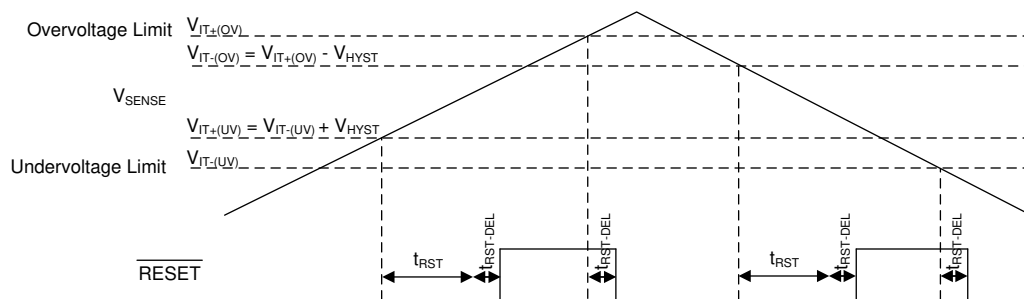 Overvoltage Limit V_IT+(OV)
V_IT-(OV) = V_IT+(OV) - V_HYST
V_SENSE
V_IT+(UV) = V_IT-(UV) + V_HYST
Undervoltage Limit V_IT-(UV)
RESET
t_RST
t_RST-DEL
t_RST-DEL
t_RST
t_RST-DEL
t_RST-DEL